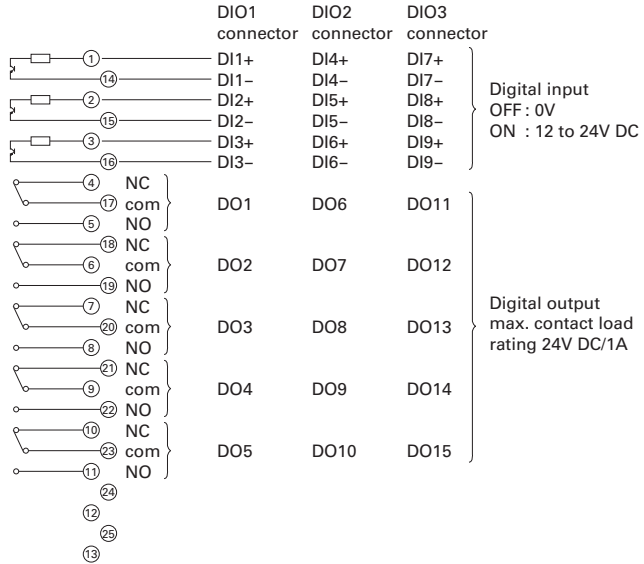 DIO1 DIO2 DIO3
connector connector connector
1 DI1+ DI4+ DI7+
14 DI1– DI4– DI7–
2 DI2+ DI5+ DI8+
15 DI2– DI5– DI8–
3 DI3+ DI6+ DI9+
16 DI3– DI6– DI9–
Digital input
OFF : 0V
ON : 12 to 24V DC
4 NC
17 com DO1 DO6 DO11
5 NO
18 NC
6 com DO2 DO7 DO12
19 NO
7 NC
20 com DO3 DO8 DO13
8 NO
21 NC
9 com DO4 DO9 DO14
22 NO
10 NC
23 com DO5 DO10 DO15
11 NO
Digital output
max. contact load
rating 24V DC/1A
24
12
25
13